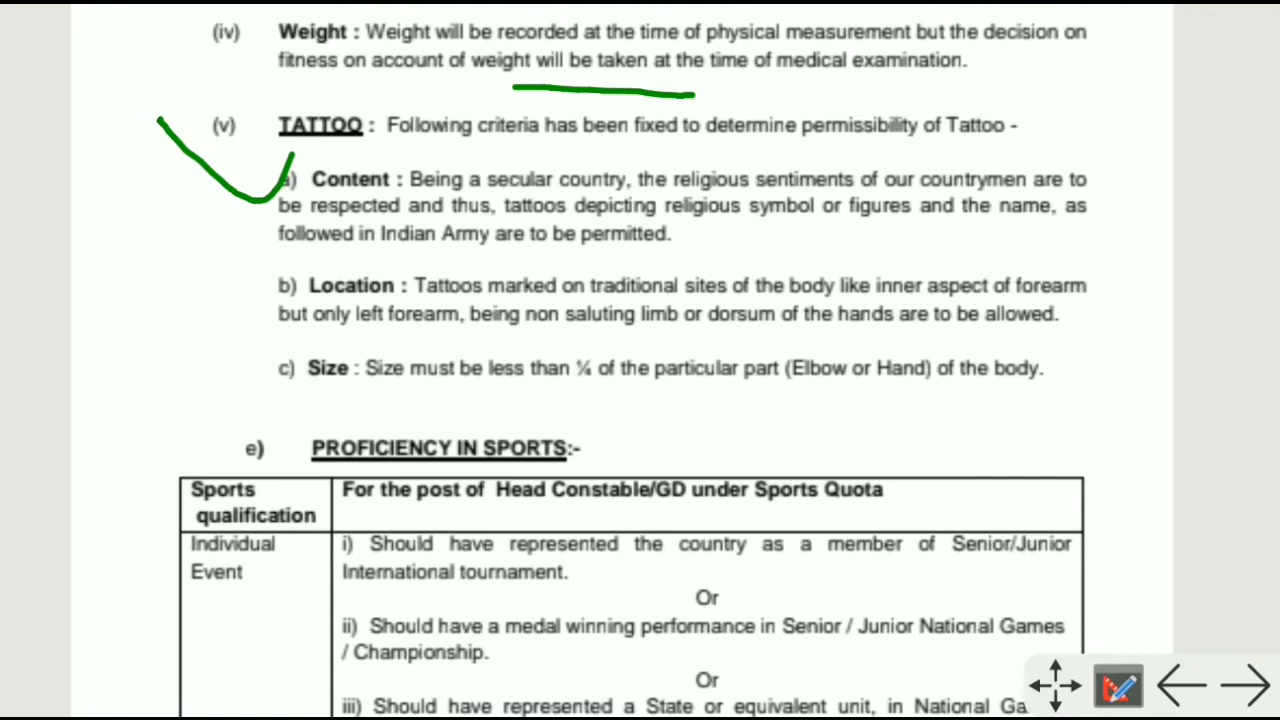 (iv) Weight : Weight will be recorded at the time of physical measurement but the decision on
fitness on account of weight will be taken at the time of medical examination.
(v) TATTOO : Following criteria has been fixed to determine permissibility of Tattoo -
a) Content : Being a secular country, the religious sentiments of our countrymen are to
be respected and thus, tattoos depicting religious symbol or figures and the name, as
followed in Indian Army are to be permitted.
b) Location : Tattoos marked on traditional sites of the body like inner aspect of forearm
but only left forearm, being non saluting limb or dorsum of the hands are to be allowed.
c) Size : Size must be less than ¼ of the particular part (Elbow or Hand) of the body.
e) PROFICIENCY IN SPORTS:-
Sports
qualification
For the post of Head Constable/GD under Sports Quota
Individual
Event
i) Should have represented the country as a member of Senior/Junior
International tournament.
Or
ii) Should have a medal winning performance in Senior / Junior National Games
/ Championship.
Or
iii) Should have represented a State or equivalent unit, in National